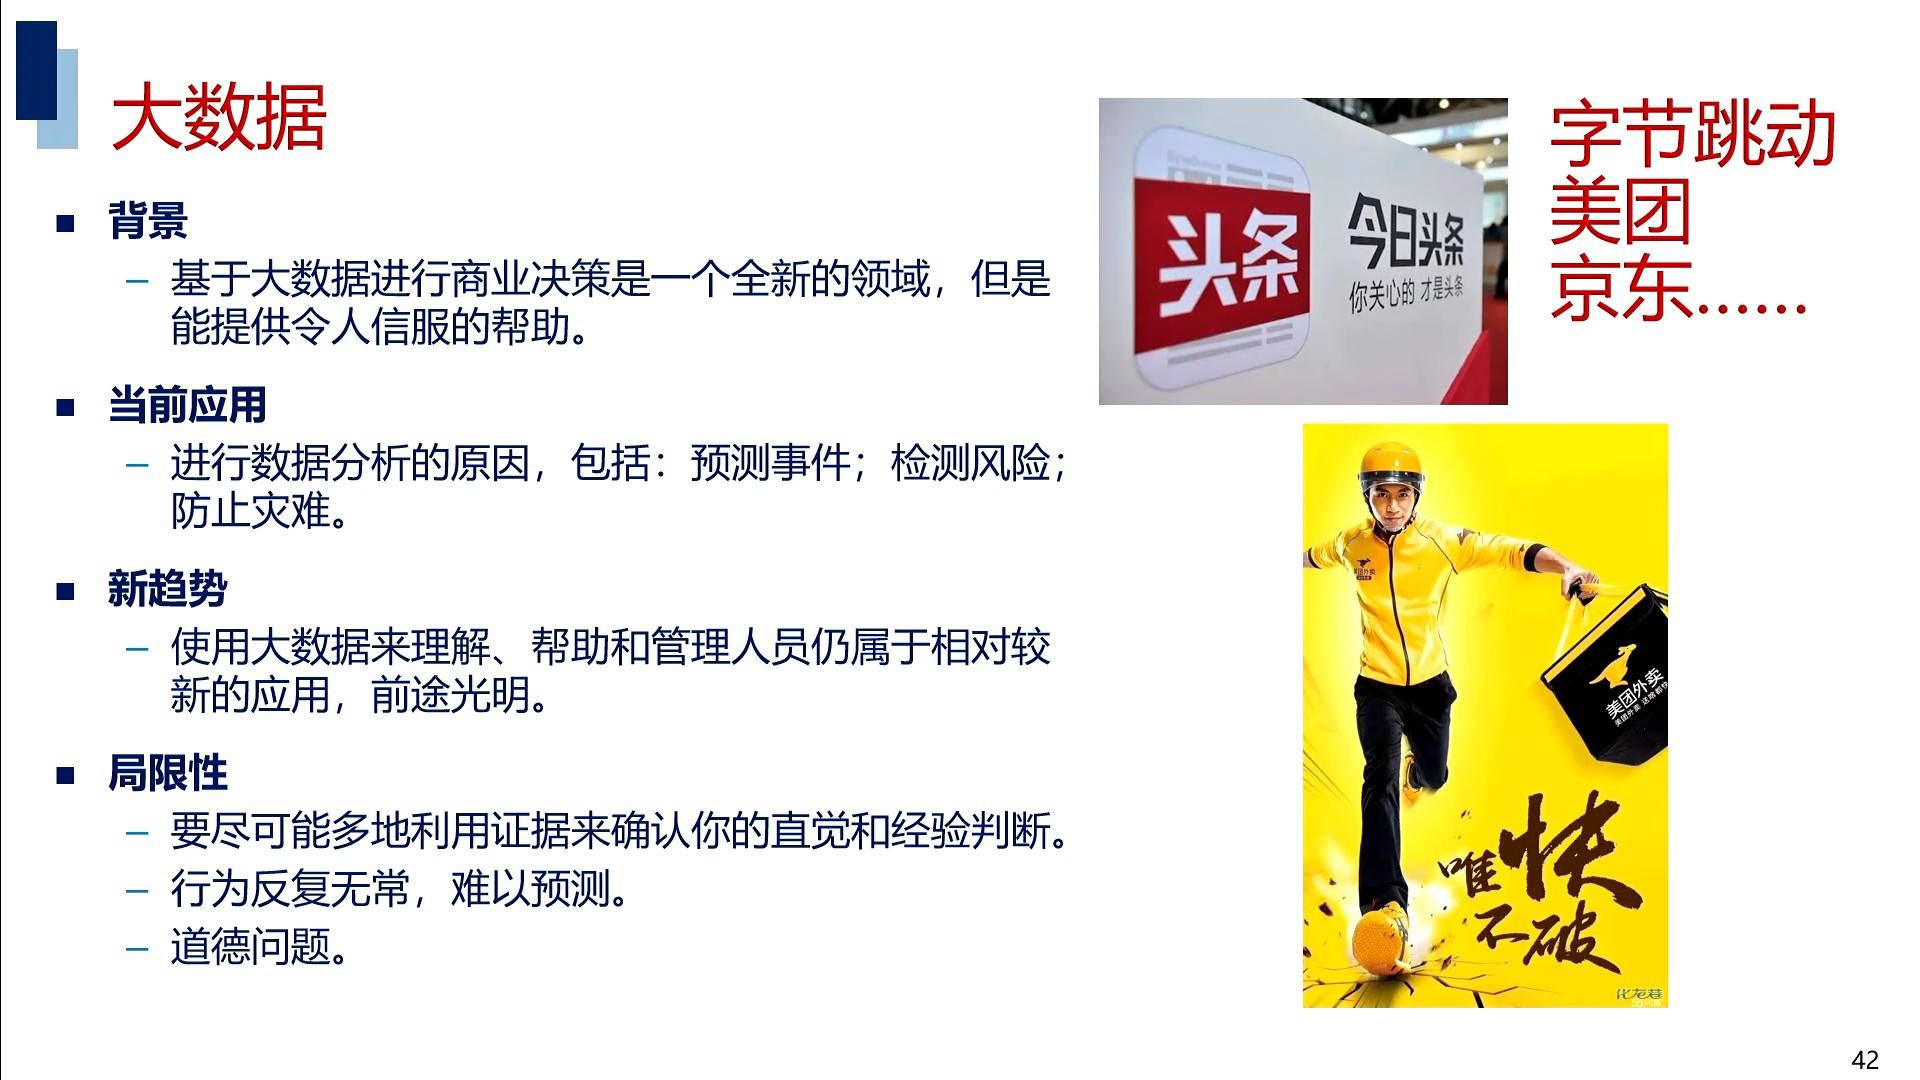 大数据
背景
– 基于大数据进行商业决策是一个全新的领域，但是
能提供令人信服的帮助。
当前应用
– 进行数据分析的原因，包括：预测事件；检测风险；
防止灾难。
新趋势
– 使用大数据来理解、帮助和管理人员仍属于相对较
新的应用，前途光明。
局限性
– 要尽可能多地利用证据来确认你的直觉和经验判断。
– 行为反复无常，难以预测。
– 道德问题。
头条
今日头条
你关心的 才是头条
字节跳动
美团
京东……
美团外卖
美团外卖
美团外卖 送啥都快
唯快
不破
化龙巷
42